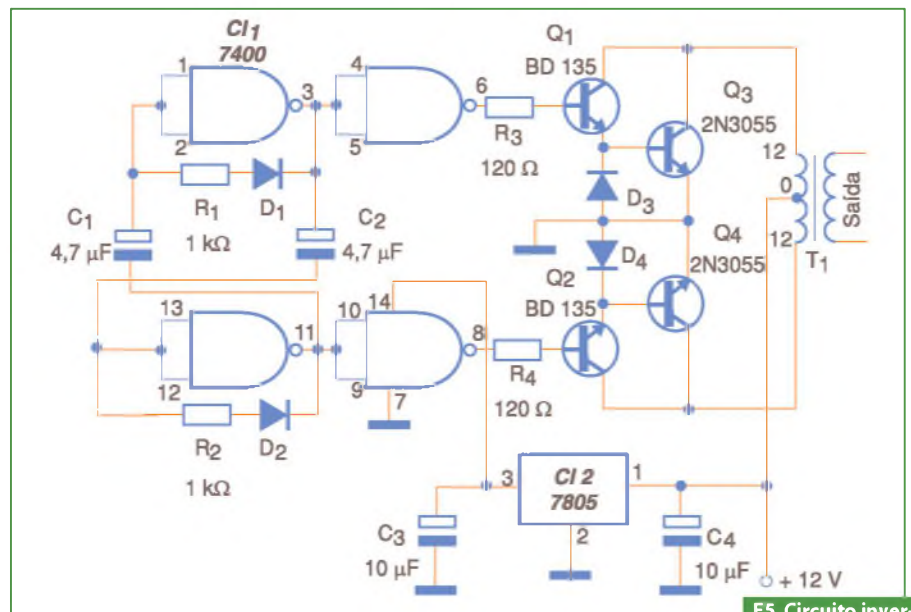 CI1
7400
1
2
3
4
5
6
R1
1 kΩ
D1
C1
4,7 µF
C2
4,7 µF
R3
120 Ω
Q1
BD 135
Q3
2N3055
D3
D4
Q4
2N3055
Q2
BD 135
12
0
12
T1
Saída
13
12
11
R2
1 kΩ
D2
10
14
9
7
8
R4
120 Ω
3
CI 2
7805
1
2
C3
10 µF
C4
10 µF
+ 12 V